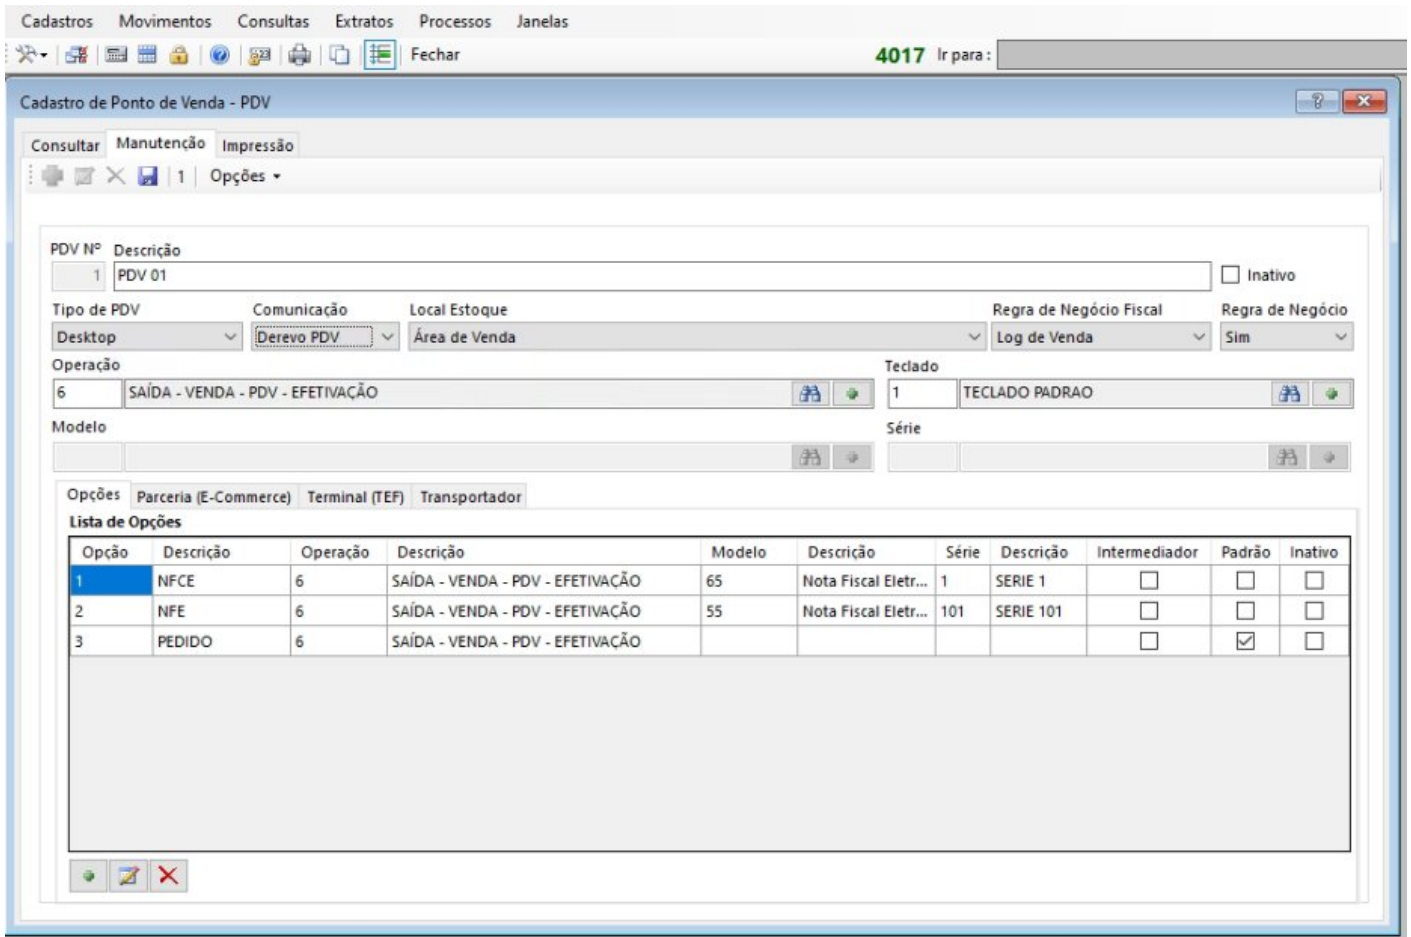 Cadastros Movimentos Consultas Extratos Processos Janelas
Fechar 4017 Ir para :
Cadastro de Ponto de Venda - PDV
Consultar Manutenção Impressão
1 Opções
PDV Nº Descrição
1 PDV 01 Inativo
Tipo de PDV Comunicação Local Estoque Regra de Negócio Fiscal Regra de Negócio
Desktop Derevo PDV Área de Venda Log de Venda Sim
Operação Teclado
6 SAÍDA - VENDA - PDV - EFETIVAÇÃO 1 TECLADO PADRAO
Modelo Série
Opções Parceria (E-Commerce) Terminal (TEF) Transportador
Lista de Opções
Opção Descrição Operação Descrição Modelo Descrição Série Descrição Intermediador Padrão Inativo
1 NFCE 6 SAÍDA - VENDA - PDV - EFETIVAÇÃO 65 Nota Fiscal Eletr... 1 SERIE 1
2 NFE 6 SAÍDA - VENDA - PDV - EFETIVAÇÃO 55 Nota Fiscal Eletr... 101 SERIE 101
3 PEDIDO 6 SAÍDA - VENDA - PDV - EFETIVAÇÃO